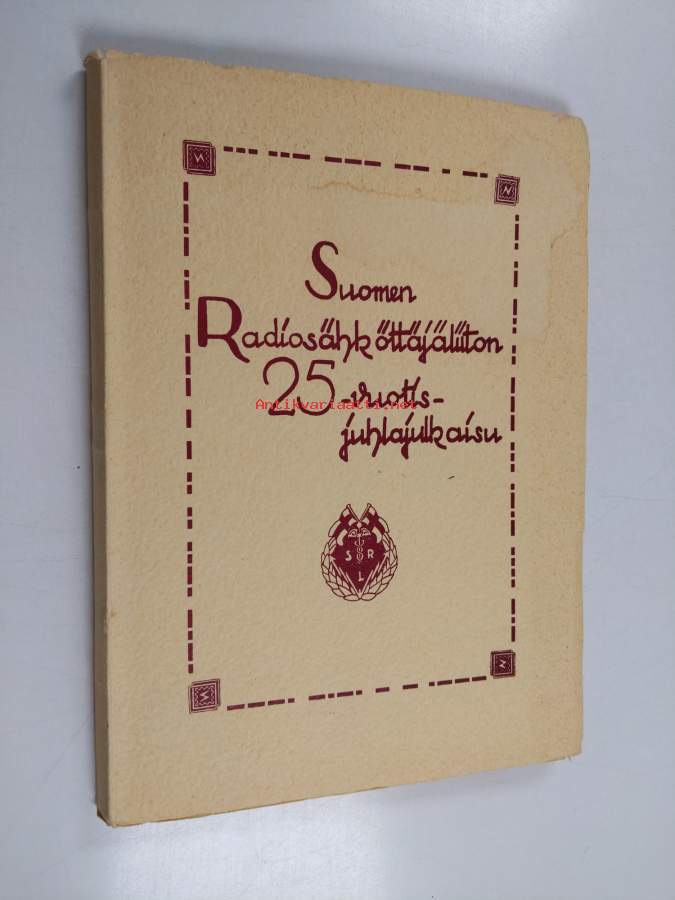 Suomen
Radiosähköttäjäliiton
25-vuotis-
juhlajulkaisu
Antikvariaatti.net
S R
L